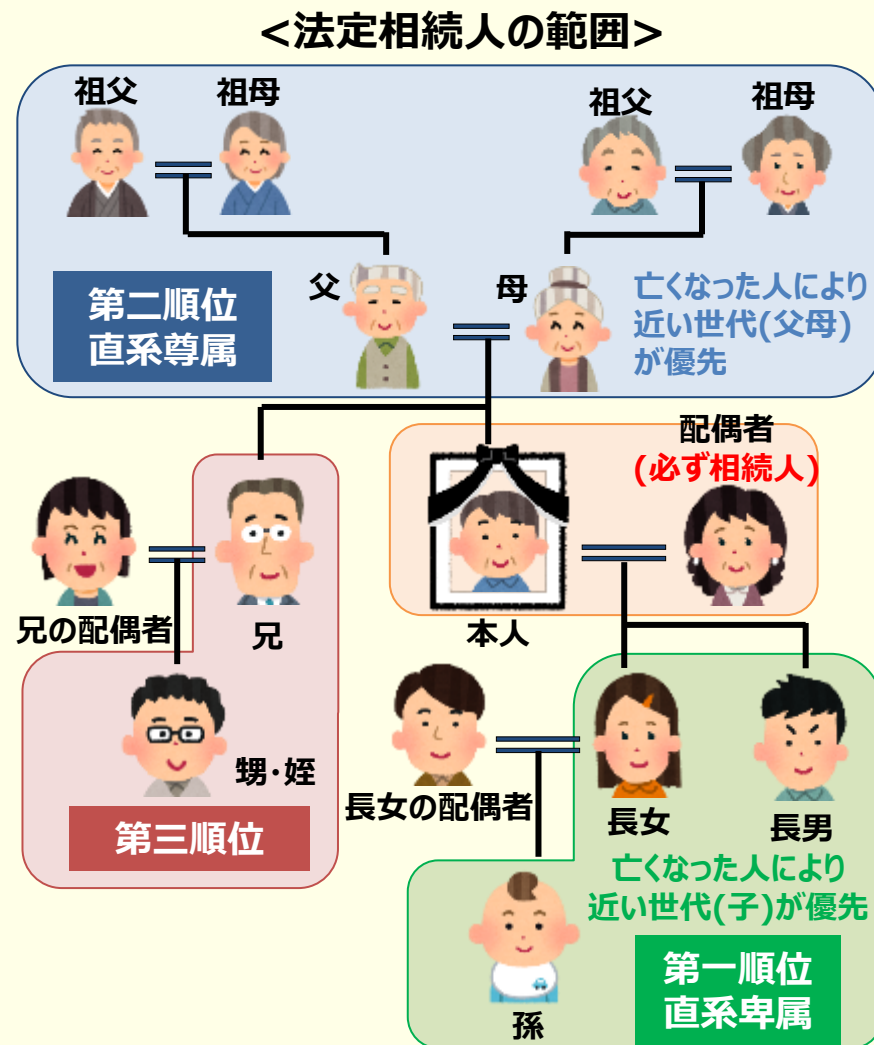 <法定相続人の範囲>
祖父
祖母
祖父
祖母
父
母
第二順位
直系尊属
亡くなった人により
近い世代(父母)
が優先
配偶者
(必ず相続人)
兄の配偶者
兄
本人
甥・姪
第三順位
長女の配偶者
長女
長男
亡くなった人により
近い世代(子)が優先
孫
第一順位
直系卑属